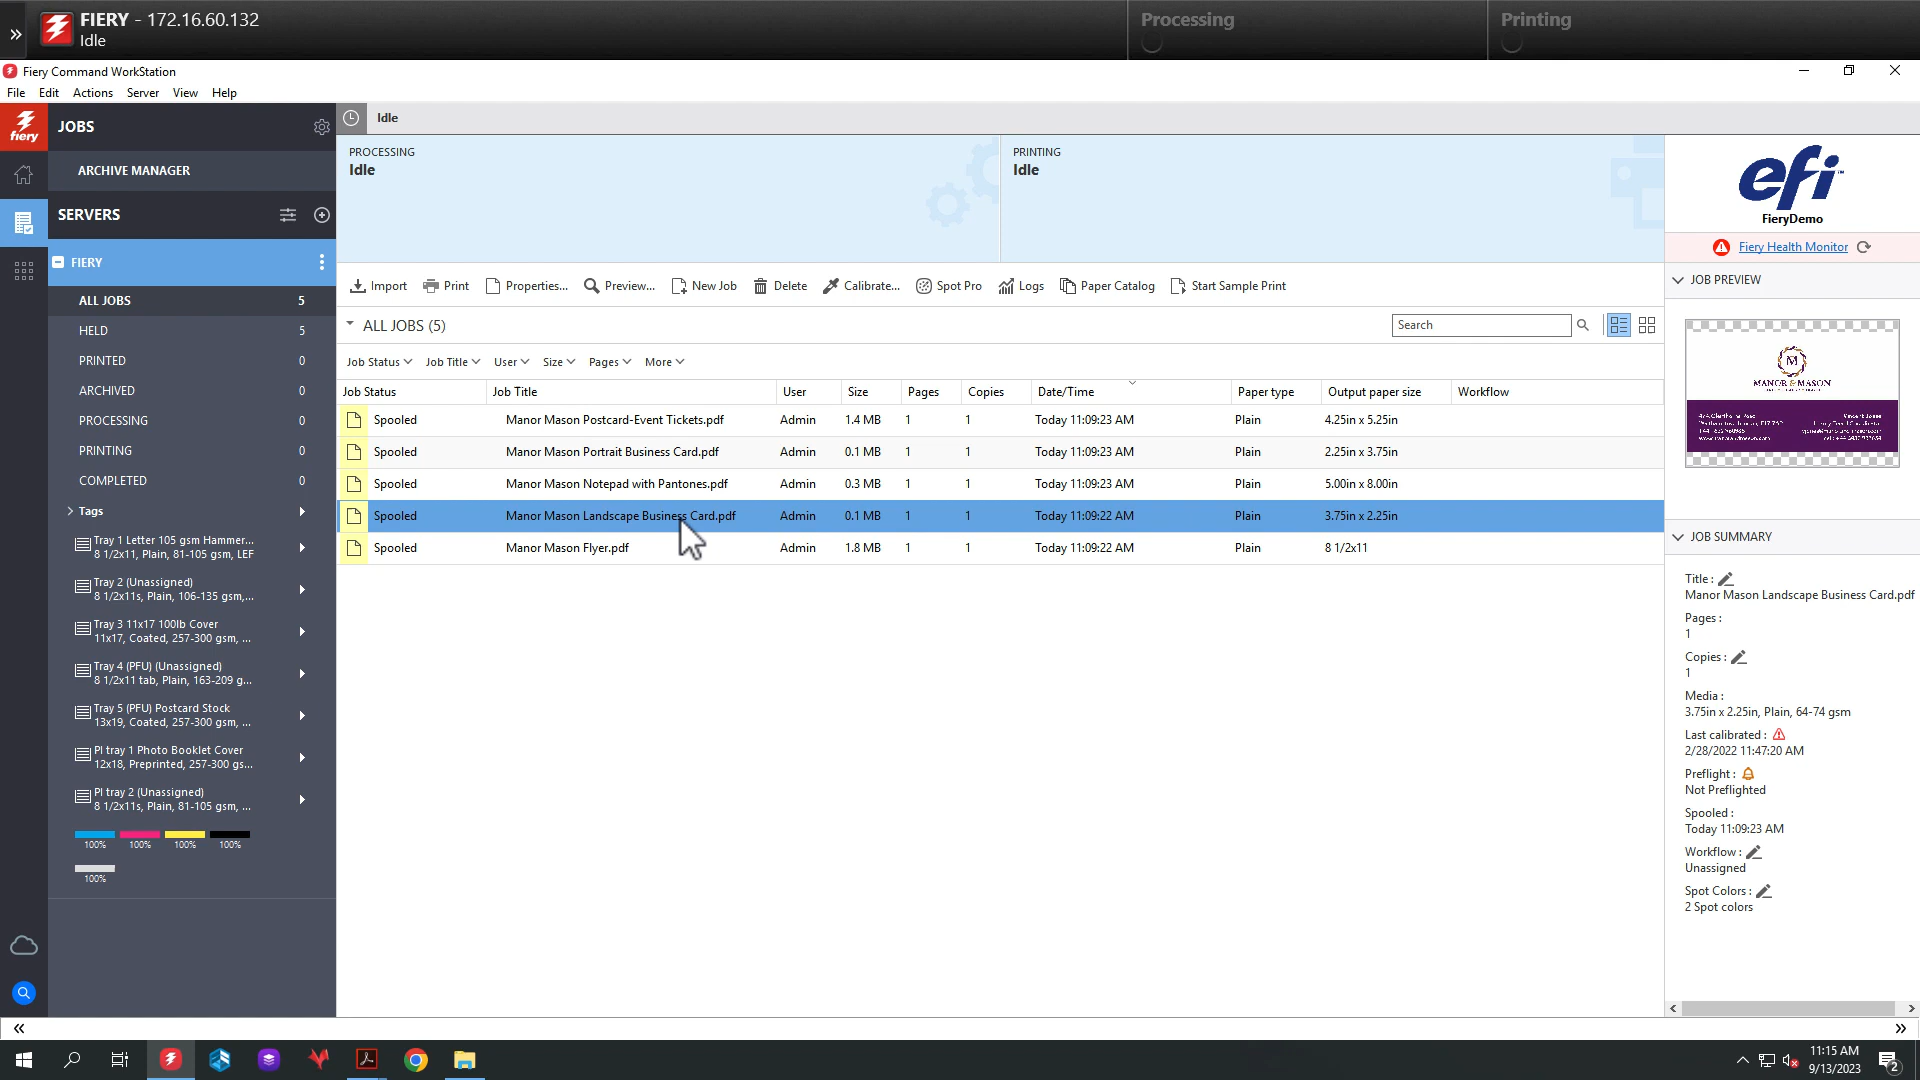 FIERY - 172.16.60.132
Idle
Processing
Printing
Fiery Command WorkStation
File Edit Actions Server View Help
fiery
JOBS
Idle
ARCHIVE MANAGER
SERVERS
FIERY
ALL JOBS 5
HELD 5
PRINTED 0
ARCHIVED 0
PROCESSING 0
PRINTING 0
COMPLETED 0
Tags
Tray 1 Letter 105 gsm Hammer...
8 1/2x11, Plain, 81-105 gsm, LEF
Tray 2 (Unassigned)
8 1/2x11s, Plain, 106-135 gsm,...
Tray 3 11x17 100lb Cover
11x17, Coated, 257-300 gsm, ...
Tray 4 (PFU) (Unassigned)
8 1/2x11 tab, Plain, 163-209 g...
Tray 5 (PFU) Postcard Stock
13x19, Coated, 257-300 gsm, ...
PI tray 1 Photo Booklet Cover
12x18, Preprinted, 257-300 gs...
PI tray 2 (Unassigned)
8 1/2x11s, Plain, 81-105 gsm, ...
100% 100% 100% 100%
100%
PROCESSING
Idle
PRINTING
Idle
Import Print Properties... Preview... New Job Delete Calibrate... Spot Pro Logs Paper Catalog Start Sample Print
ALL JOBS (5)
Search
Job Status Job Title User Size Pages More
Job Status Job Title User Size Pages Copies Date/Time Paper type Output paper size Workflow
Spooled Manor Mason Postcard-Event Tickets.pdf Admin 1.4 MB 1 1 Today 11:09:23 AM Plain 4.25in x 5.25in
Spooled Manor Mason Portrait Business Card.pdf Admin 0.1 MB 1 1 Today 11:09:23 AM Plain 2.25in x 3.75in
Spooled Manor Mason Notepad with Pantones.pdf Admin 0.3 MB 1 1 Today 11:09:23 AM Plain 5.00in x 8.00in
Spooled Manor Mason Landscape Business Card.pdf Admin 0.1 MB 1 1 Today 11:09:22 AM Plain 3.75in x 2.25in
Spooled Manor Mason Flyer.pdf Admin 1.8 MB 1 1 Today 11:09:22 AM Plain 8 1/2x11
efi
FieryDemo
Fiery Health Monitor
JOB PREVIEW
M
MANOR & MASON
JOB SUMMARY
Title :
Manor Mason Landscape Business Card.pdf
Pages :
1
Copies :
1
Media :
3.75in x 2.25in, Plain, 64-74 gsm
Last calibrated :
2/28/2022 11:47:20 AM
Preflight :
Not Preflighted
Spooled :
Today 11:09:23 AM
Workflow :
Unassigned
Spot Colors :
2 Spot colors
11:15 AM
9/13/2023
2